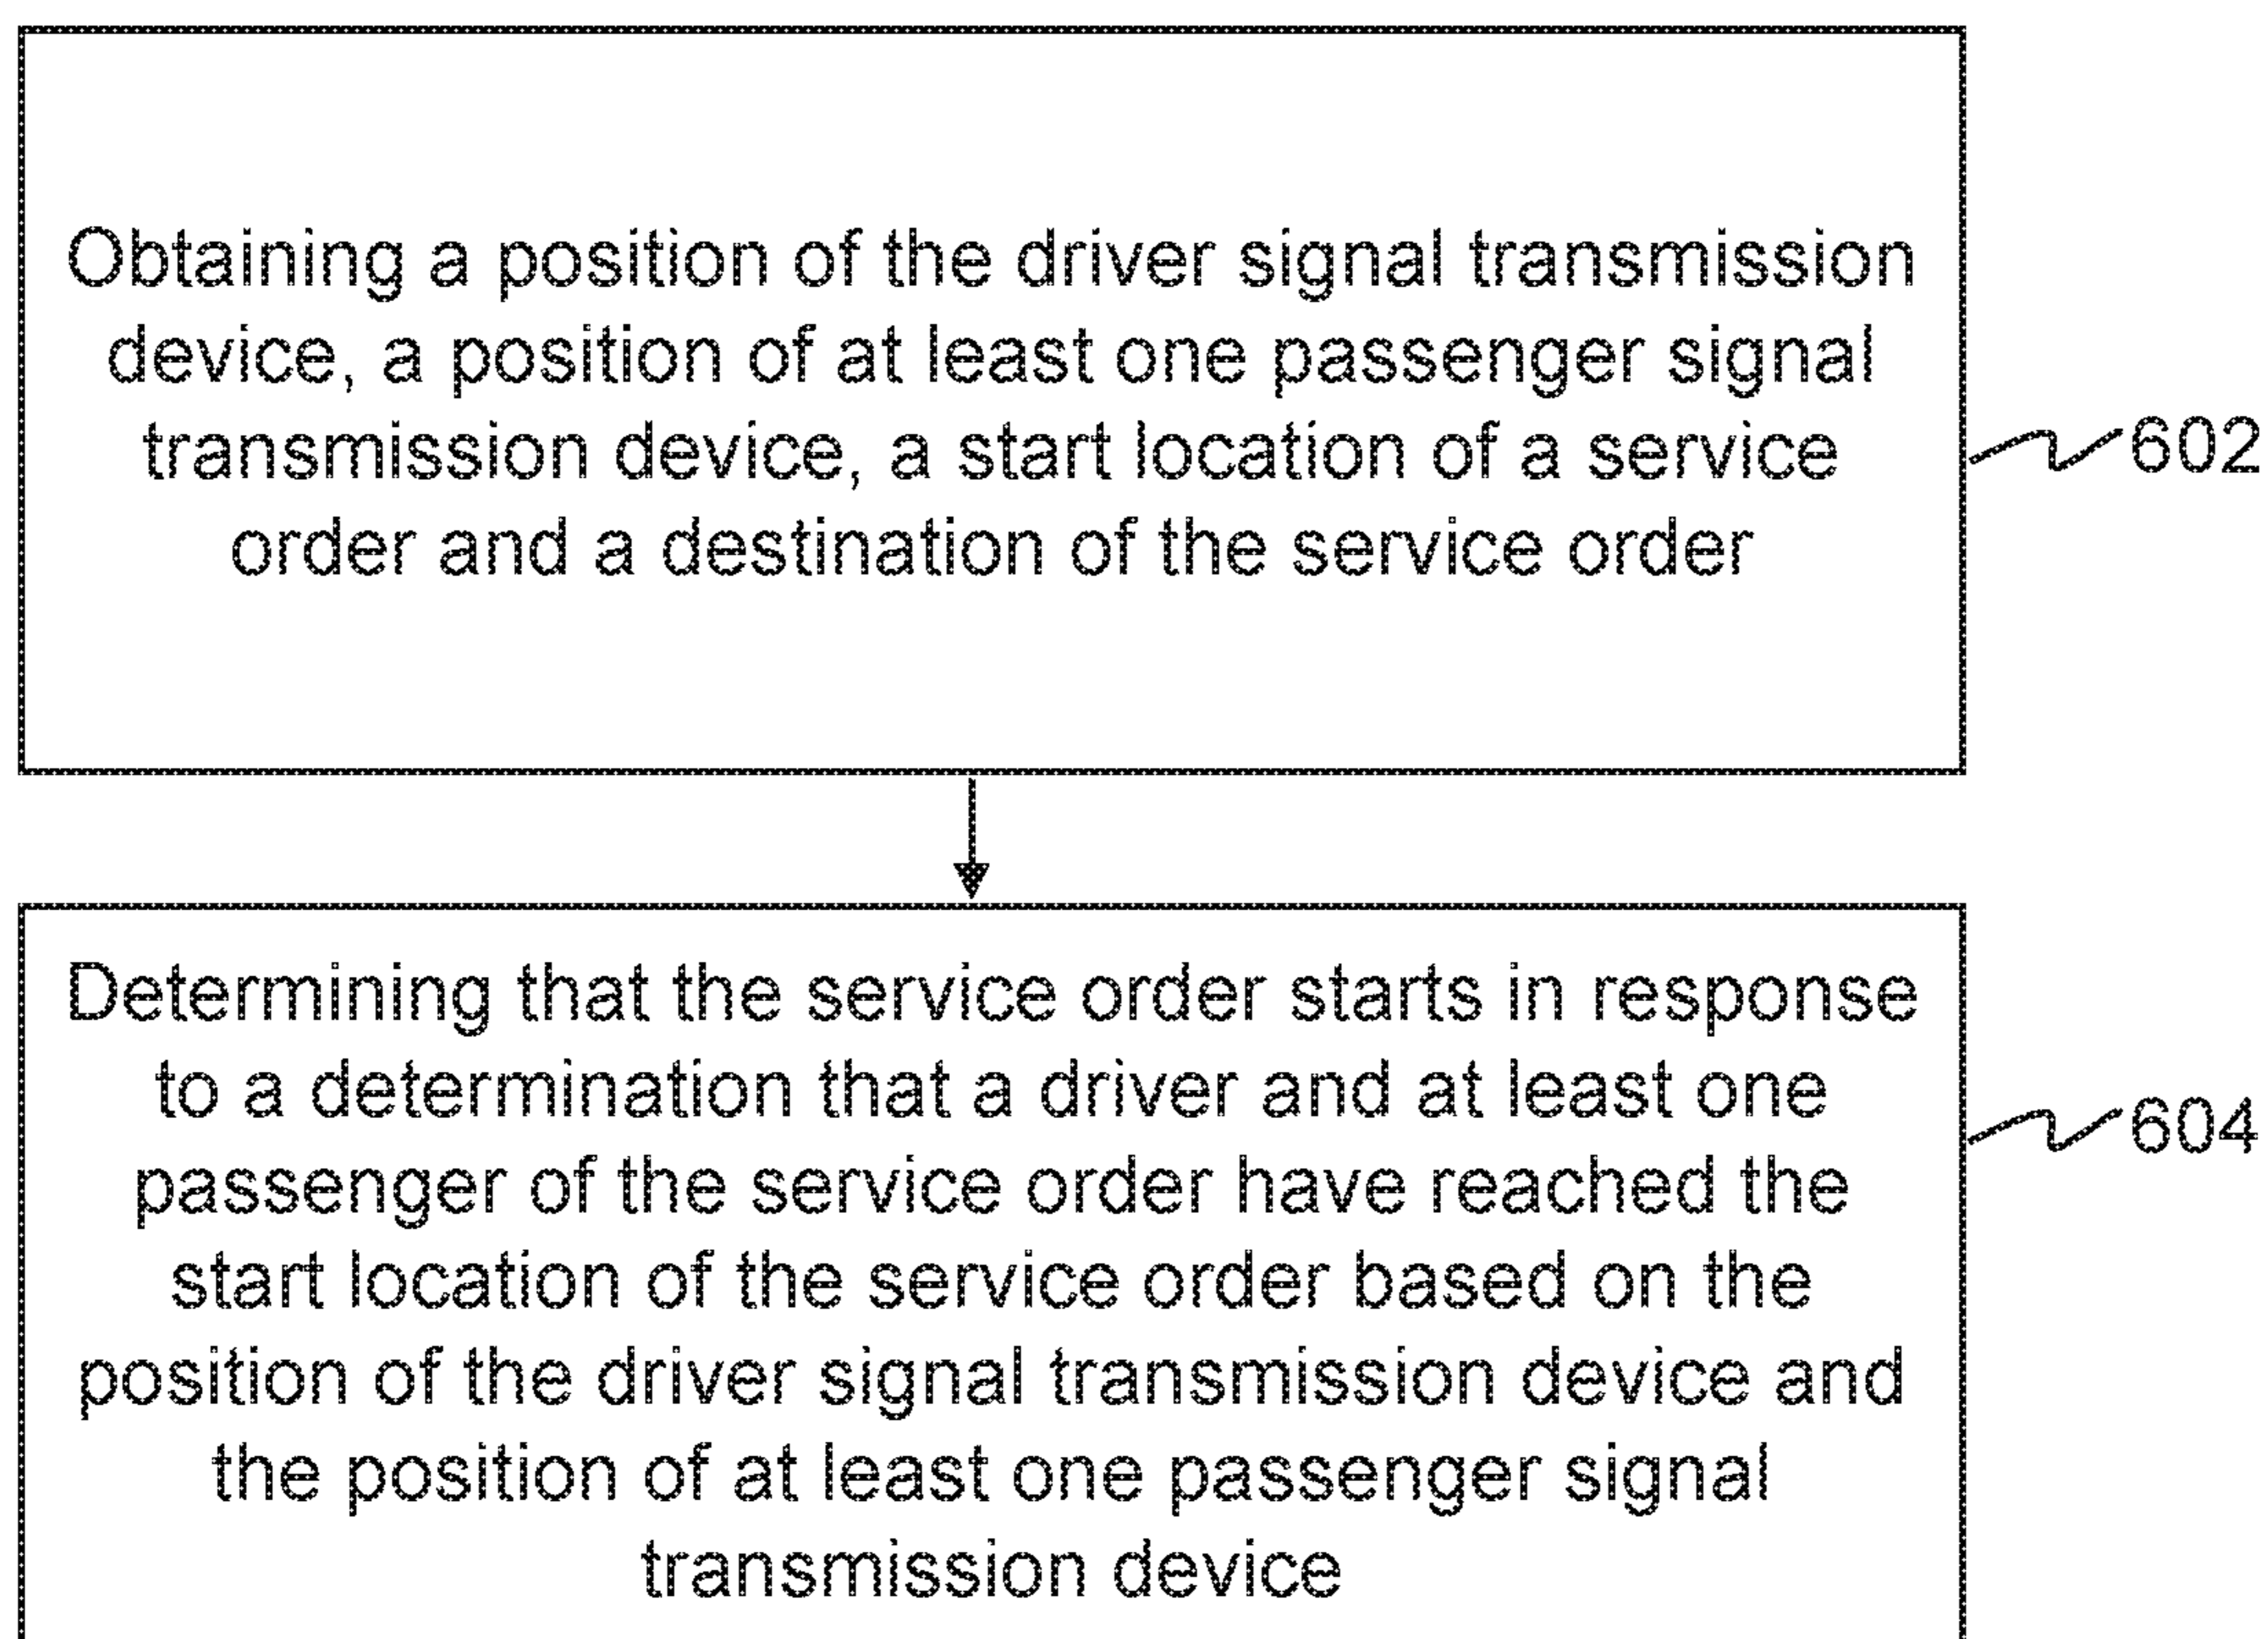 Obtaining a position of the driver signal transmission
device, a position of at least one passenger signal
transmission device, a start location of a service
order and a destination of the service order
602
Determining that the service order starts in response
to a determination that a driver and at least one
passenger of the service order have reached the
start location of the service order based on the
position of the driver signal transmission device and
the position of at least one passenger signal
transmission device
604